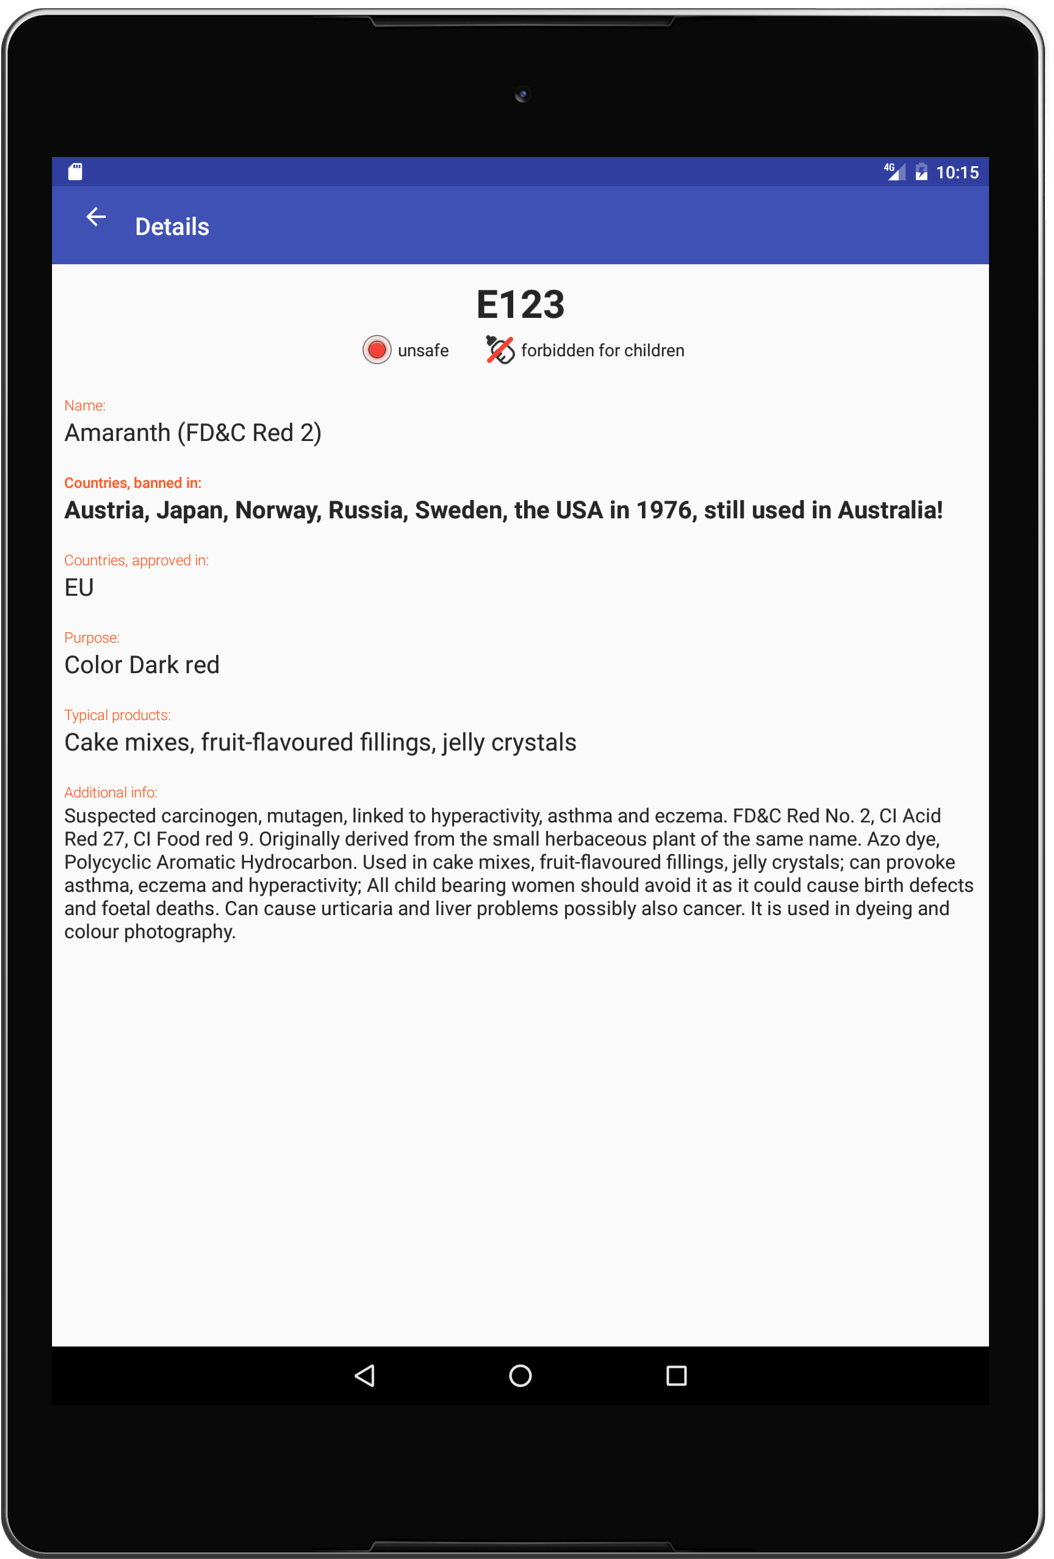 4G 10:15
Details
E123
unsafe forbidden for children
Name:
Amaranth (FD&C Red 2)
Countries, banned in:
Austria, Japan, Norway, Russia, Sweden, the USA in 1976, still used in Australia!
Countries, approved in:
EU
Purpose:
Color Dark red
Typical products:
Cake mixes, fruit-flavoured fillings, jelly crystals
Additional info:
Suspected carcinogen, mutagen, linked to hyperactivity, asthma and eczema. FD&C Red No. 2, CI Acid
Red 27, CI Food red 9. Originally derived from the small herbaceous plant of the same name. Azo dye,
Polycyclic Aromatic Hydrocarbon. Used in cake mixes, fruit-flavoured fillings, jelly crystals; can provoke
asthma, eczema and hyperactivity; All child bearing women should avoid it as it could cause birth defects
and foetal deaths. Can cause urticaria and liver problems possibly also cancer. It is used in dyeing and
colour photography.